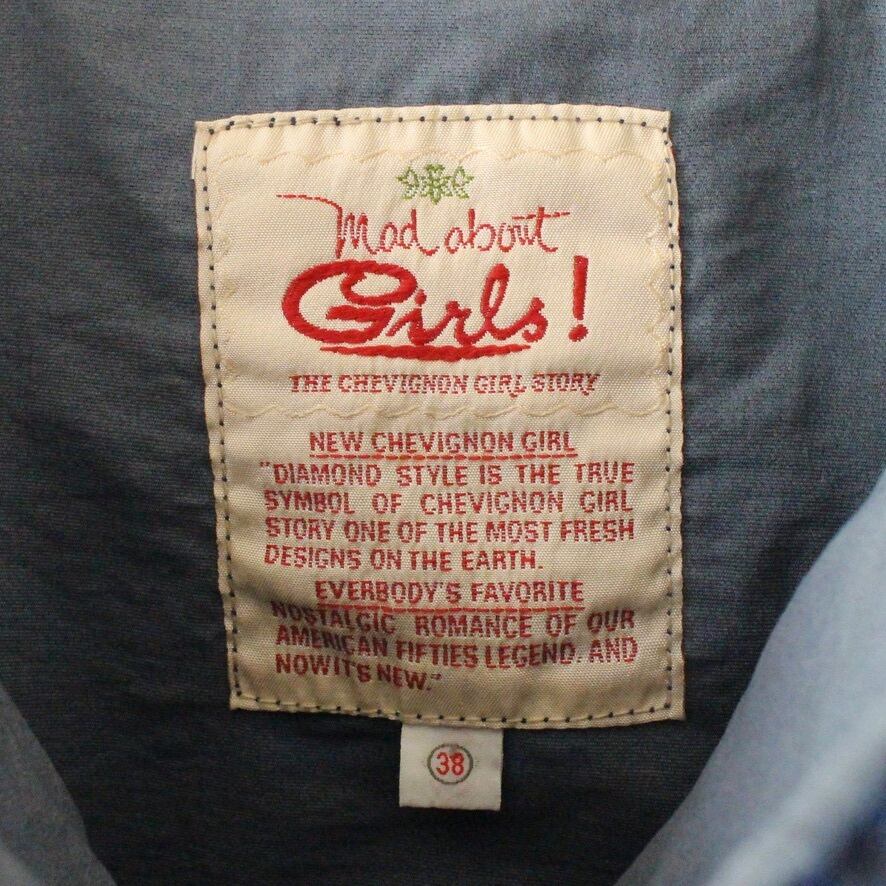 Mad about
Girls!
THE CHEVIGNON GIRL STORY
NEW CHEVIGNON GIRL
"DIAMOND STYLE IS THE TRUE
SYMBOL OF CHEVIGNON GIRL
STORY ONE OF THE MOST FRESH
DESIGNS ON THE EARTH.
EVERBODY'S FAVORITE
NOSTALGIC ROMANCE OF OUR
AMERICAN FIFTIES LEGEND. AND
NOW IT'S NEW."
38